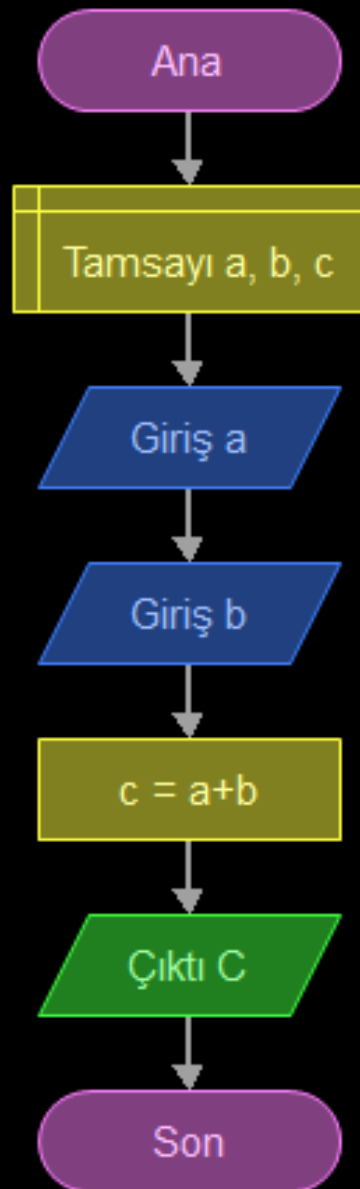 Ana
Tamsayı a, b, c
Giriş a
Giriş b
c = a+b
Çıktı C
Son